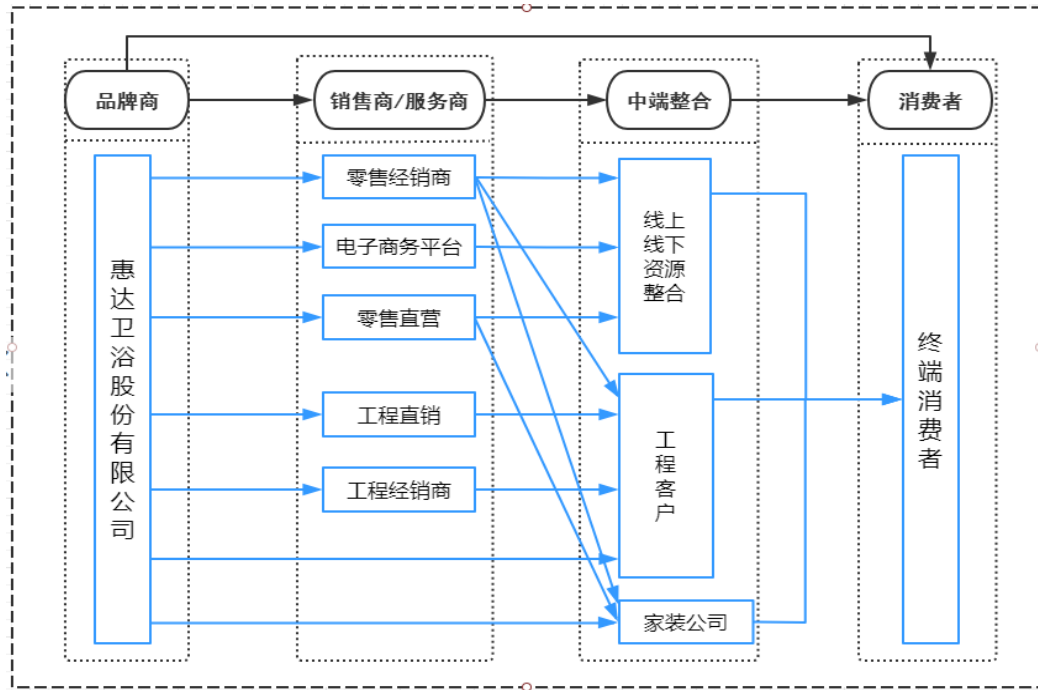 品牌商
销售商/服务商
中端整合
消费者
惠达卫浴股份有限公司
零售经销商
电子商务平台
零售直营
工程直销
工程经销商
线上
线下
资源
整合
工程客户
家装公司
终端消费者